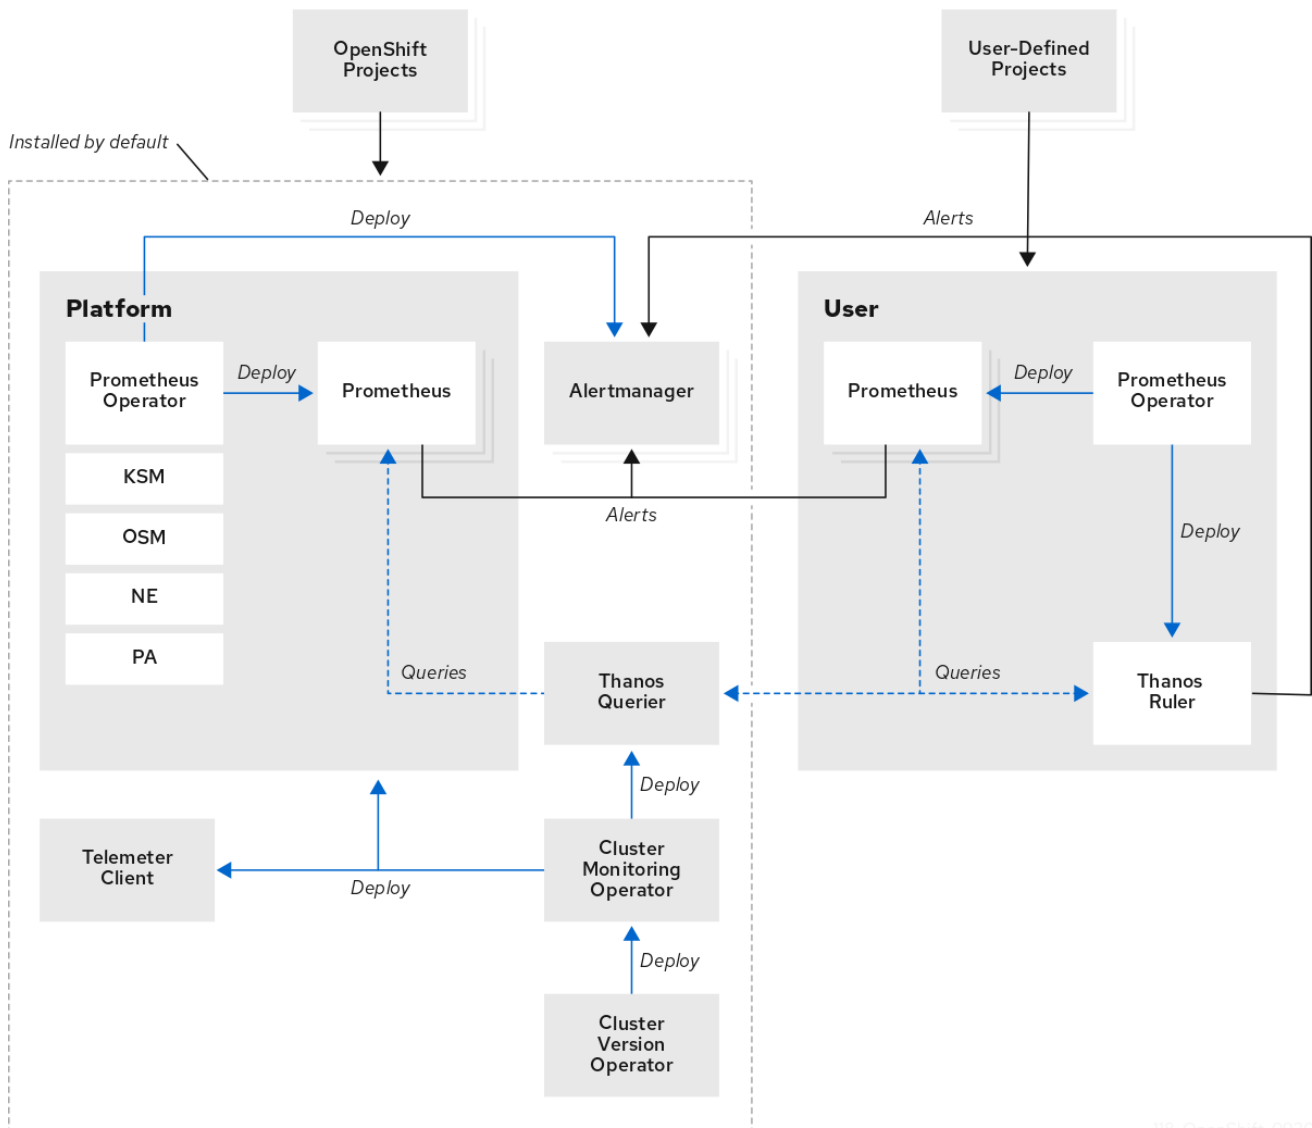 OpenShift
Projects
User-Defined
Projects
Installed by default
Deploy
Alerts
Platform
User
Prometheus
Operator
Deploy
Prometheus
Alertmanager
Prometheus
Deploy
Prometheus
Operator
KSM
OSM
NE
PA
Alerts
Deploy
Queries
Thanos
Querier
Queries
Thanos
Ruler
Deploy
Telemeter
Client
Deploy
Cluster
Monitoring
Operator
Deploy
Cluster
Version
Operator